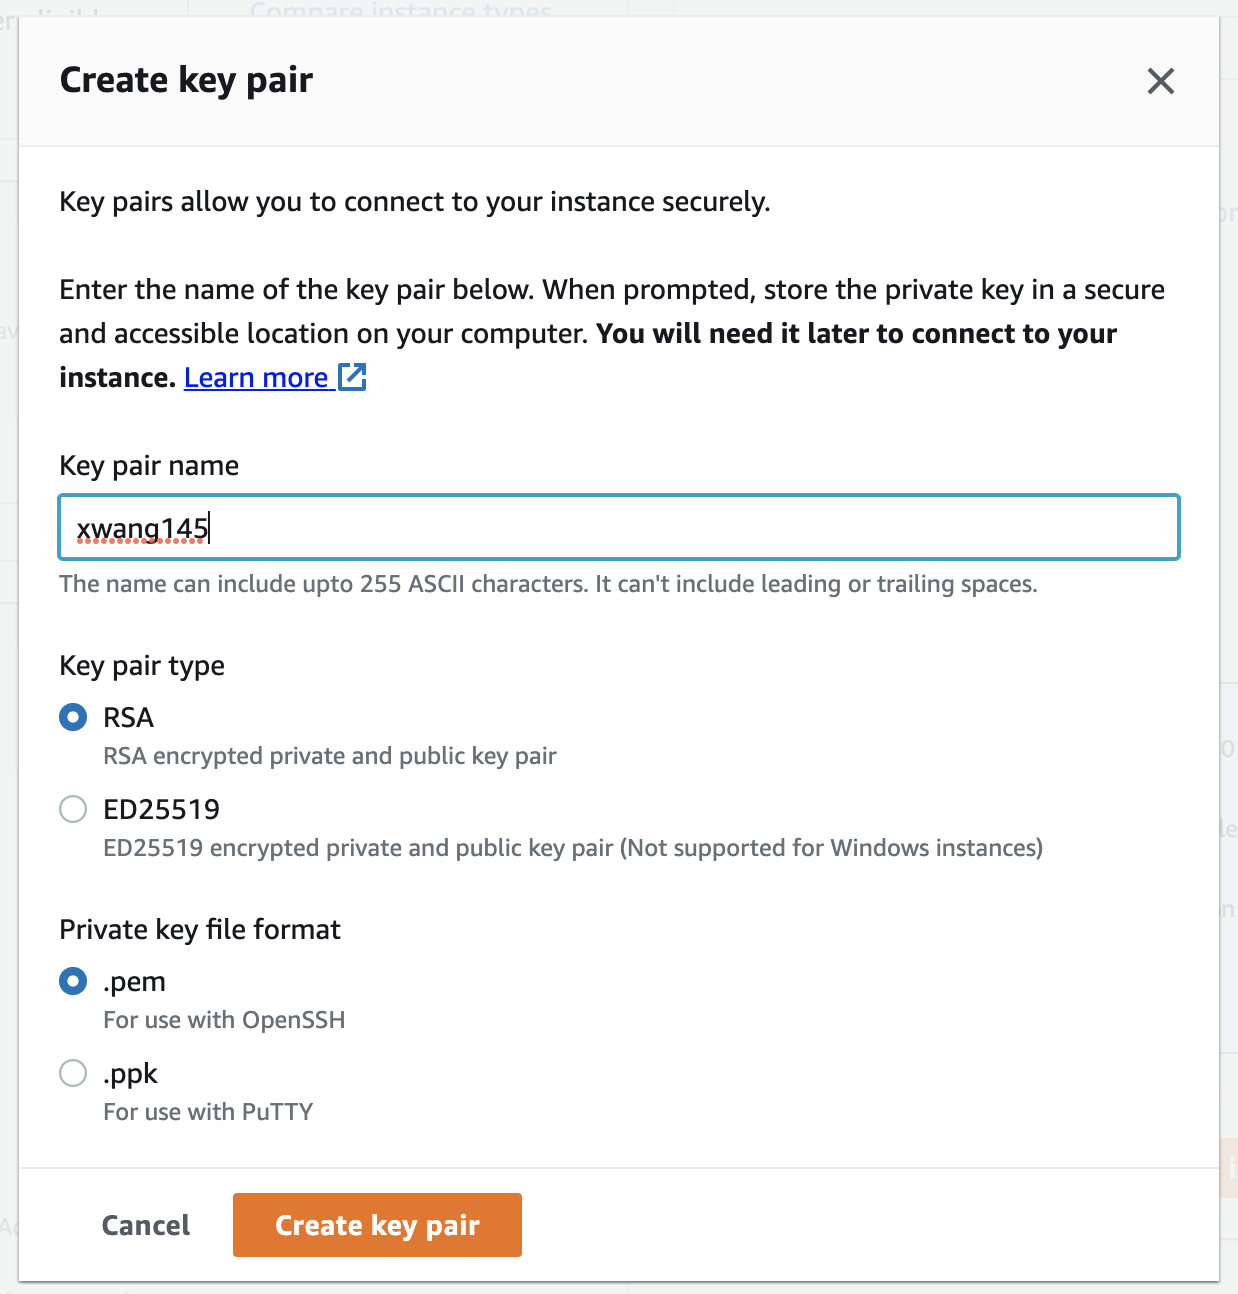 Compare instance types
Create key pair
Key pairs allow you to connect to your instance securely.
Enter the name of the key pair below. When prompted, store the private key in a secure
and accessible location on your computer. You will need it later to connect to your
instance. Learn more
Key pair name
xwang145
The name can include upto 255 ASCII characters. It can't include leading or trailing spaces.
Key pair type
RSA
RSA encrypted private and public key pair
ED25519
ED25519 encrypted private and public key pair (Not supported for Windows instances)
Private key file format
.pem
For use with OpenSSH
.ppk
For use with PuTTY
Cancel
Create key pair